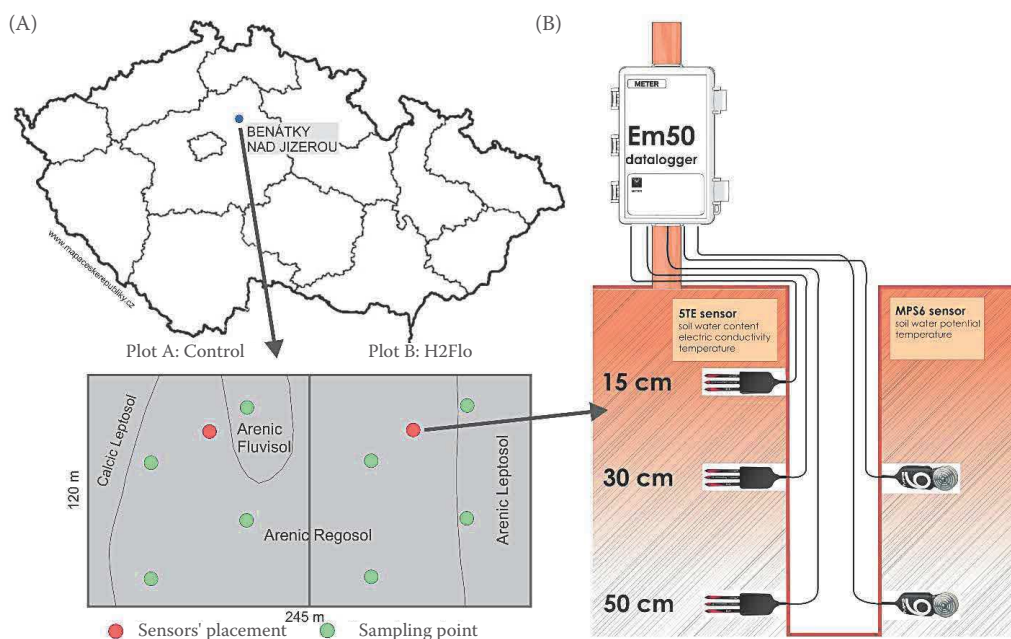 (A)
BENÁTKY
NAD JIZEROU
www.mapaceskerepubliky.cz
Plot A: Control
Plot B: H2Flo
Calcic Leptosol
Arenic
Fluvisol
Arenic Regosol
Arenic Leptosol
120 m
245 m
Sensors' placement
Sampling point
(B)
METER
Em50
datalogger
5TE sensor
soil water content
electric conductivity
temperature
MPS6 sensor
soil water potential
temperature
15 cm
30 cm
50 cm